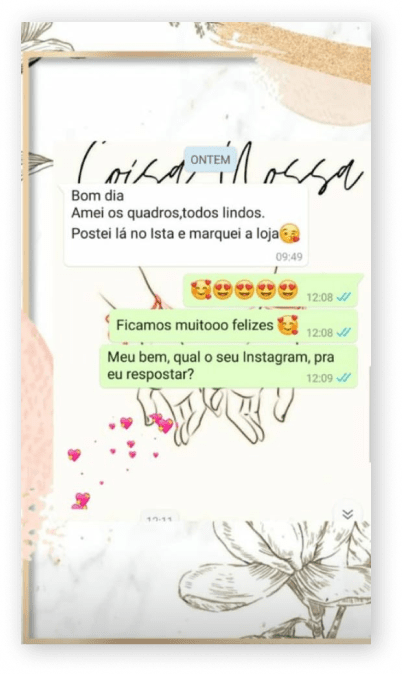 Coisa Nossa
ONTEM
Bom dia
Amei os quadros,todos lindos.
Postei lá no Ista e marquei a loja😘
09:49
🥰😍😍😍😍 12:08
Ficamos muitooo felizes 🥰 12:08
Meu bem, qual o seu Instagram, pra
eu respostar? 12:09
12:11